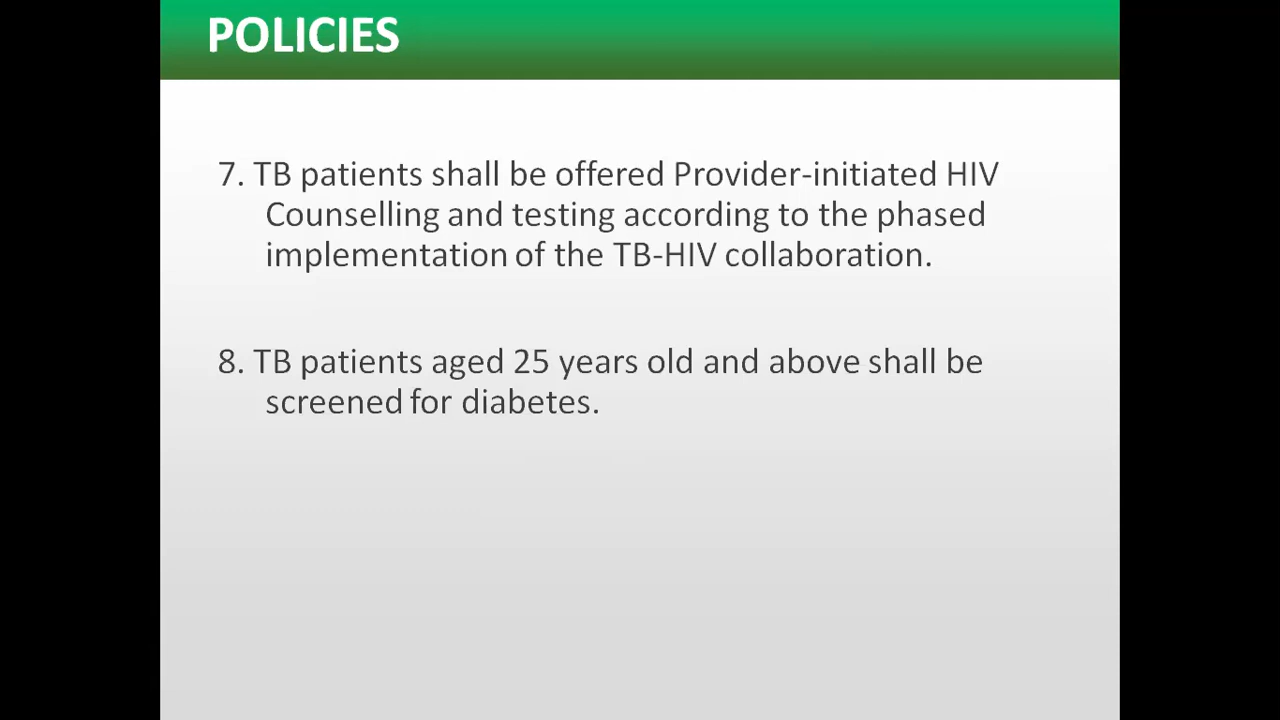 POLICIES
7. TB patients shall be offered Provider-initiated HIV
Counselling and testing according to the phased
implementation of the TB-HIV collaboration.
8. TB patients aged 25 years old and above shall be
screened for diabetes.